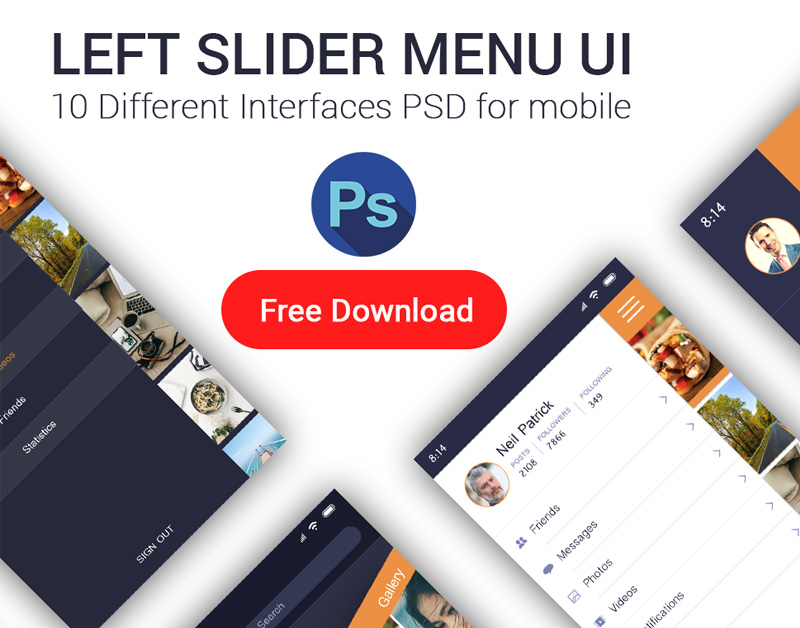 LEFT SLIDER MENU UI
10 Different Interfaces PSD for mobile
Ps
Free Download
8:14
Friends
Statistics
SIGN OUT
Search
Gallery
8:14
Neil Patrick
POSTS
2108
FOLLOWERS
7866
FOLLOWING
349
Friends
Messages
Photos
Videos